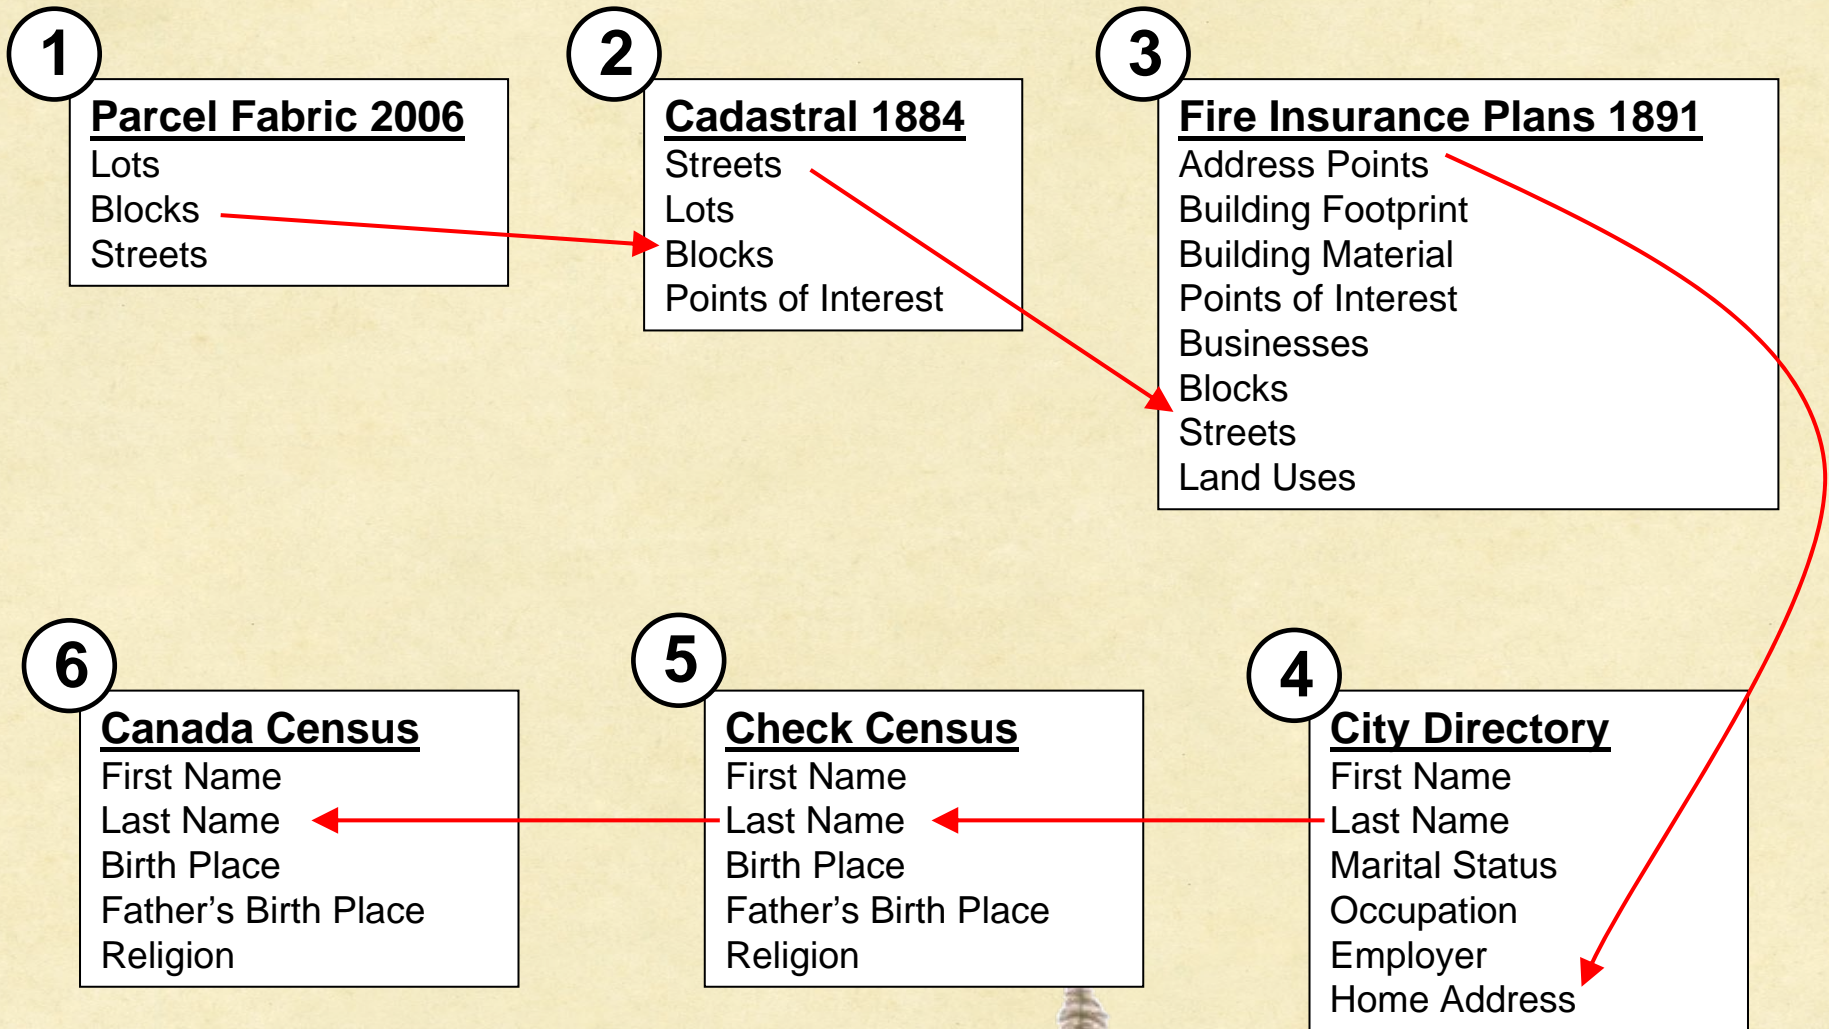 1
Parcel Fabric 2006
Lots
Blocks
Streets
2
Cadastral 1884
Streets
Lots
Blocks
Points of Interest
3
Fire Insurance Plans 1891
Address Points
Building Footprint
Building Material
Points of Interest
Businesses
Blocks
Streets
Land Uses
6
Canada Census
First Name
Last Name
Birth Place
Father's Birth Place
Religion
5
Check Census
First Name
Last Name
Birth Place
Father's Birth Place
Religion
4
City Directory
First Name
Last Name
Marital Status
Occupation
Employer
Home Address